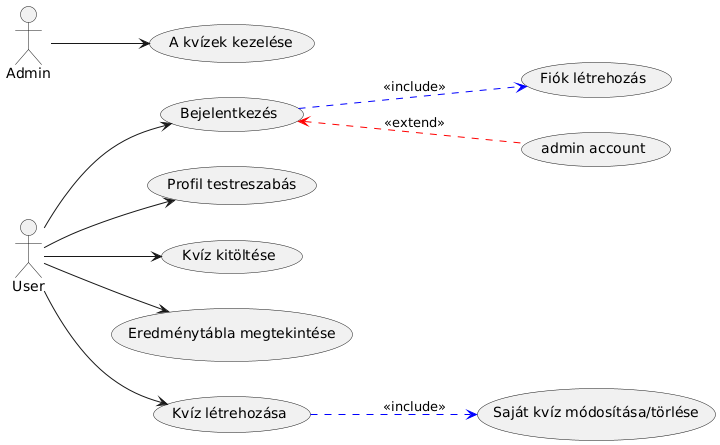 Admin
A kvízek kezelése
Bejelentkezés
«include»
Fiók létrehozás
«extend»
admin account
Profil testreszabás
User
Kvíz kitöltése
Eredménytábla megtekintése
Kvíz létrehozása
«include»
Saját kvíz módosítása/törlése